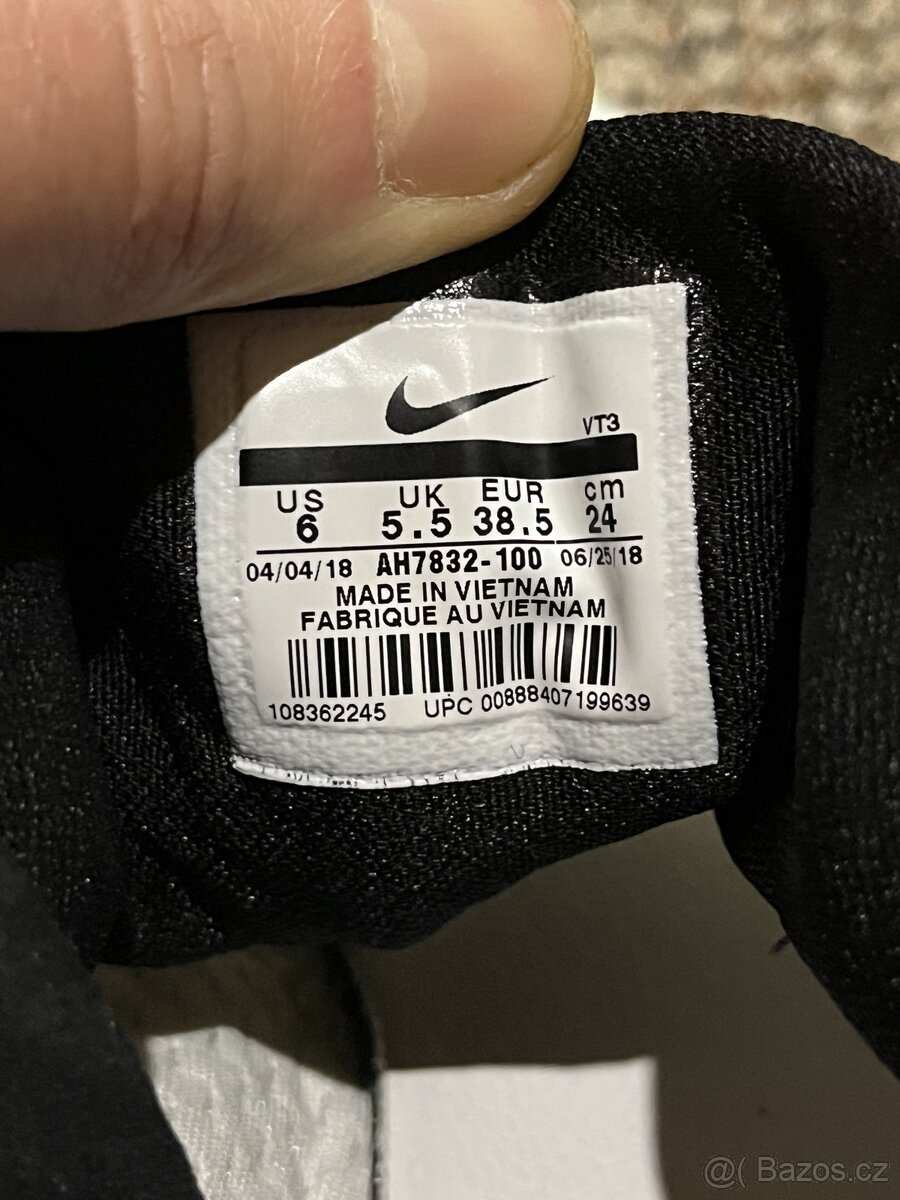 VT3
US UK EUR cm
6 5.5 38.5 24
04/04/18 AH7832-100 06/25/18
MADE IN VIETNAM
FABRIQUE AU VIETNAM
108362245 UPC 00888407199639
@( Bazos.cz